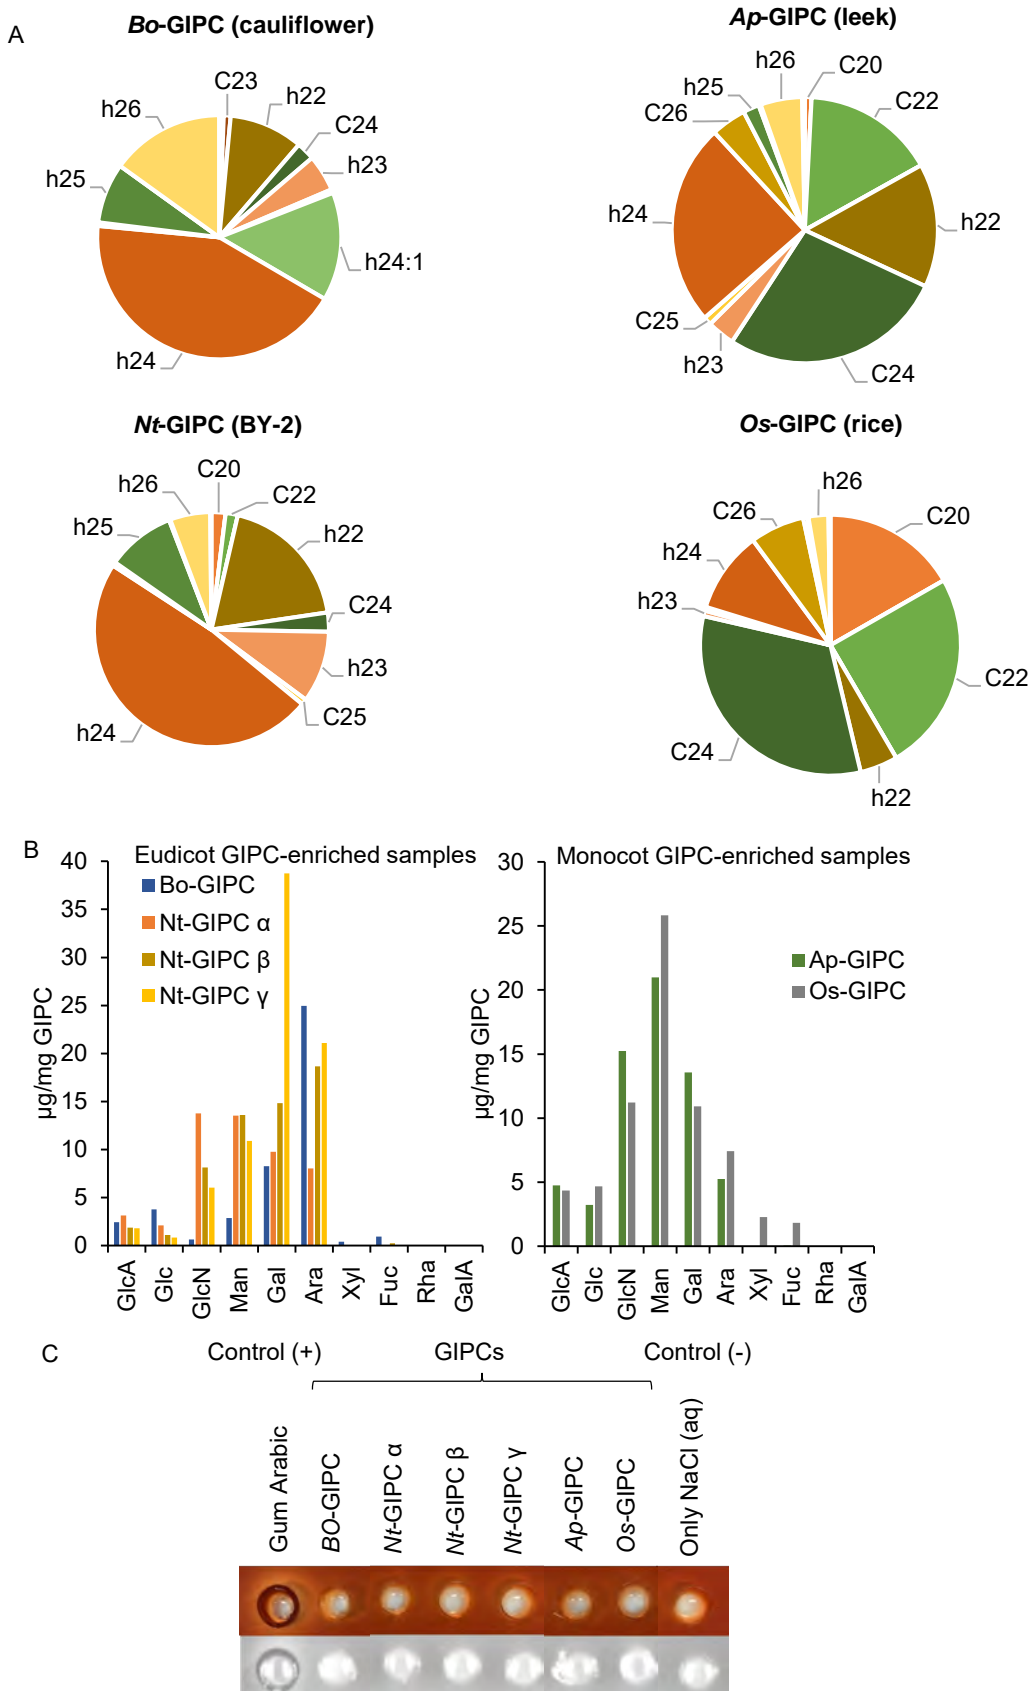 A
Bo-GIPC (cauliflower)
C23
h22
C24
h23
h24:1
h24
h25
h26
Ap-GIPC (leek)
C20
C22
h22
C24
h23
C25
h24
C26
h25
h26
Nt-GIPC (BY-2)
C20
C22
h22
C24
h23
C25
h24
h25
h26
Os-GIPC (rice)
C20
C22
h22
C24
h23
h24
C26
h26
B
Eudicot GIPC-enriched samples
Bo-GIPC
Nt-GIPC α
Nt-GIPC β
Nt-GIPC γ
µg/mg GIPC
40
35
30
25
20
15
10
5
0
GlcA
Glc
GlcN
Man
Gal
Ara
Xyl
Fuc
Rha
GalA
Monocot GIPC-enriched samples
Ap-GIPC
Os-GIPC
µg/mg GIPC
30
25
20
15
10
5
0
GlcA
Glc
GlcN
Man
Gal
Ara
Xyl
Fuc
Rha
GalA
C
Control (+)
GIPCs
Control (-)
Gum Arabic
BO-GIPC
Nt-GIPC α
Nt-GIPC β
Nt-GIPC γ
Ap-GIPC
Os-GIPC
Only NaCl (aq)